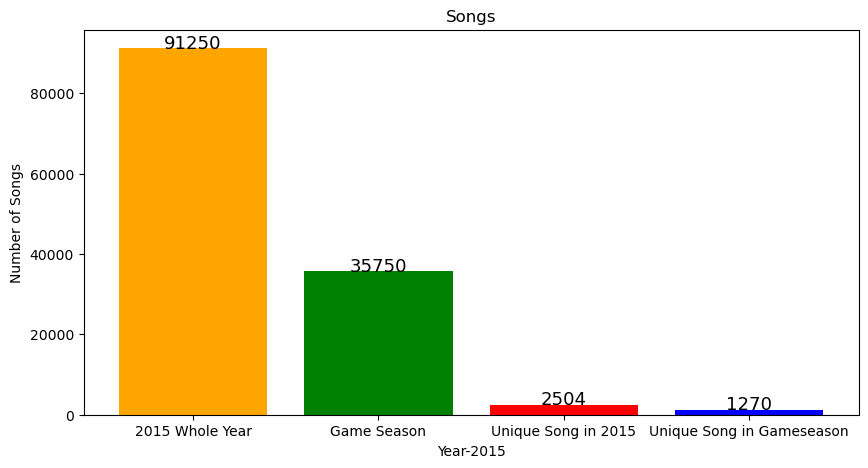 Songs
Number of Songs
80000
60000
40000
20000
0
91250
35750
2504
1270
2015 Whole Year
Game Season
Unique Song in 2015
Unique Song in Gameseason
Year-2015